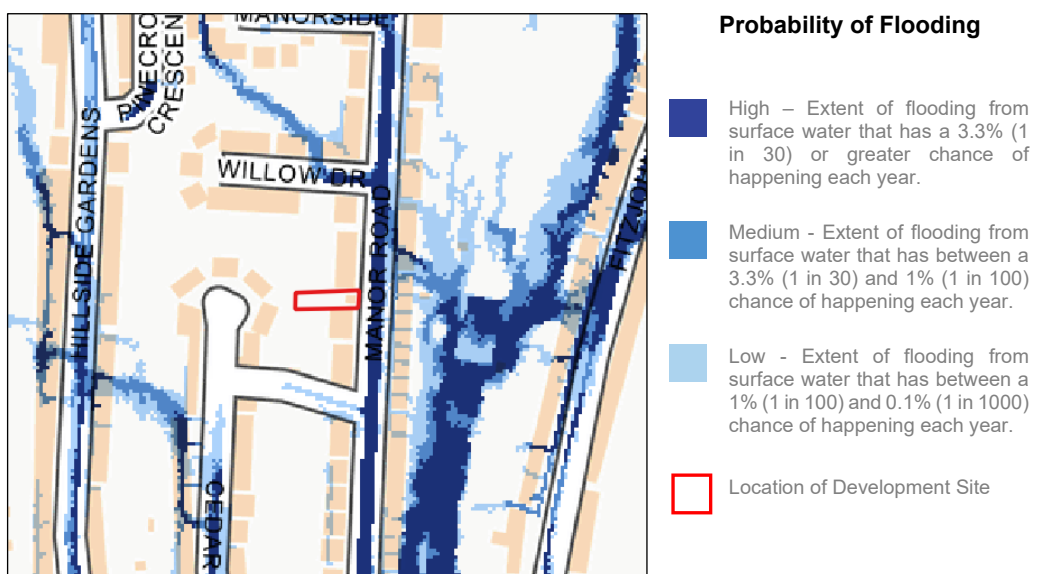 MANORSIDE
PINECRO
CRESCEN
HILLSIDE GARDENS
WILLOW DR
MANOR ROAD
CEDAR
Probability of Flooding
High – Extent of flooding from
surface water that has a 3.3% (1
in 30) or greater chance of
happening each year.
Medium - Extent of flooding from
surface water that has between a
3.3% (1 in 30) and 1% (1 in 100)
chance of happening each year.
Low - Extent of flooding from
surface water that has between a
1% (1 in 100) and 0.1% (1 in 1000)
chance of happening each year.
Location of Development Site